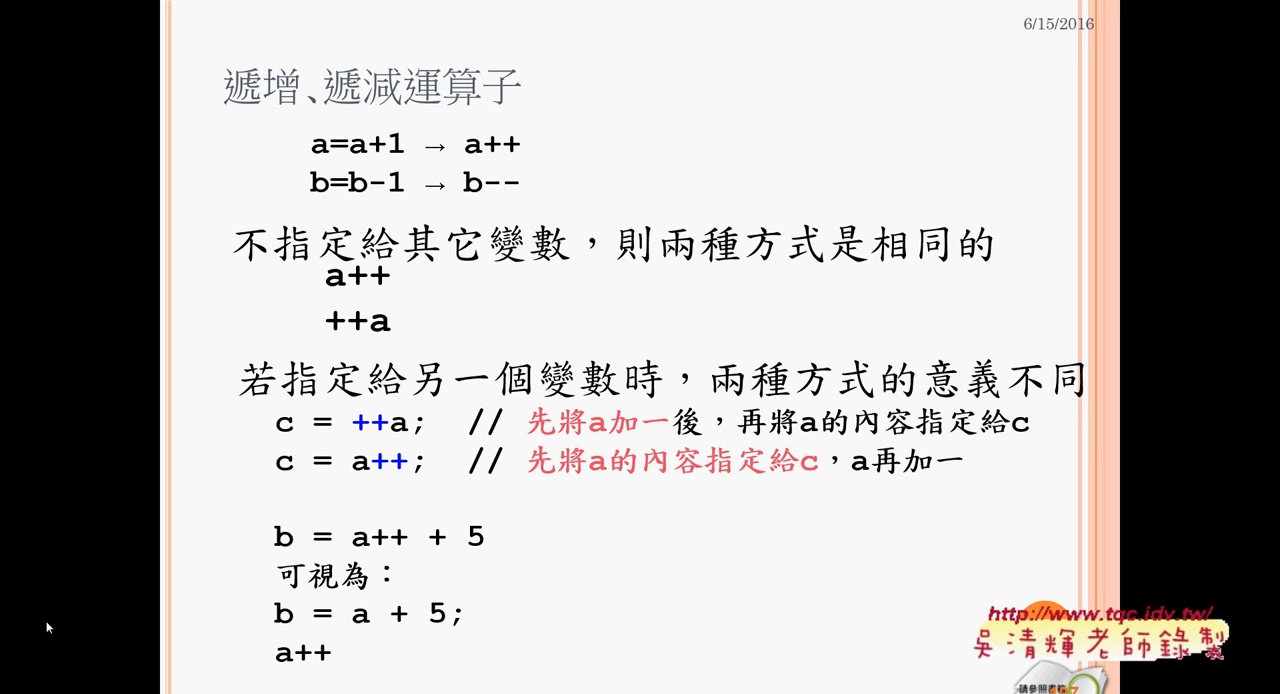 6/15/2016
遞增、遞減運算子
a=a+1 → a++
b=b-1 → b--
不指定給其它變數，則兩種方式是相同的
a++
++a
若指定給另一個變數時，兩種方式的意義不同
c = ++a; // 先將a加一後，再將a的內容指定給c
c = a++; // 先將a的內容指定給c，a再加一
b = a++ + 5
可視為：
b = a + 5;
a++
http://www.tqc.idv.tw/
吳清輝老師錄製
請參照書